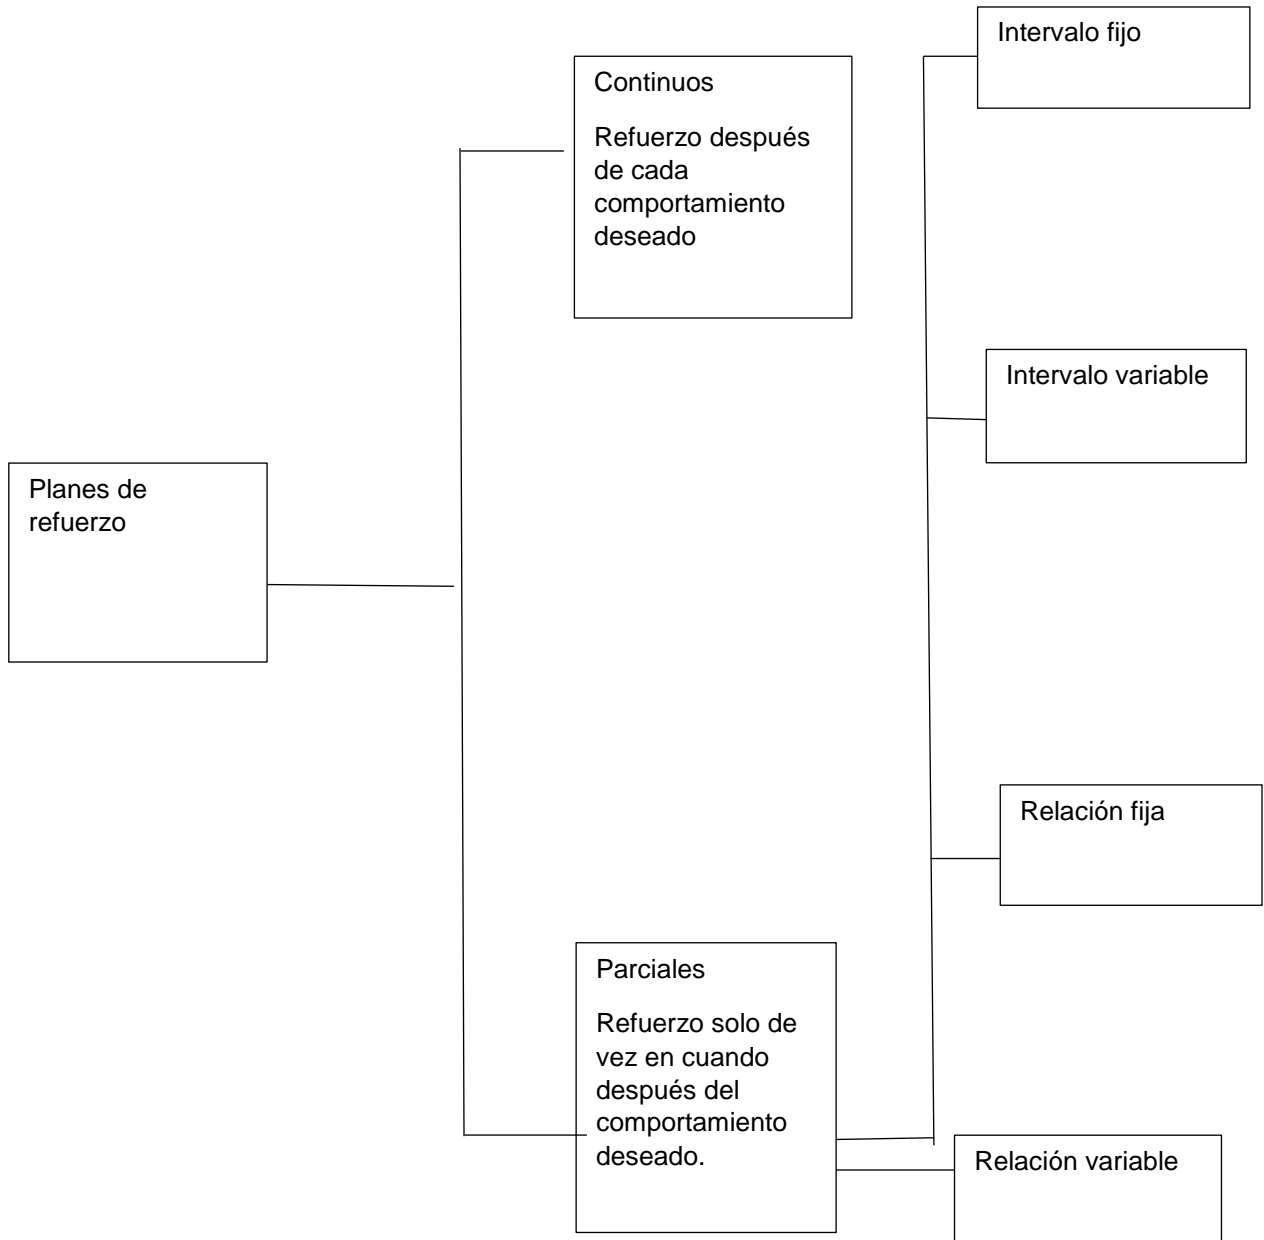 Planes de
refuerzo
Continuos
Refuerzo después
de cada
comportamiento
deseado
Parciales
Refuerzo solo de
vez en cuando
después del
comportamiento
deseado.
Intervalo fijo
Intervalo variable
Relación fija
Relación variable